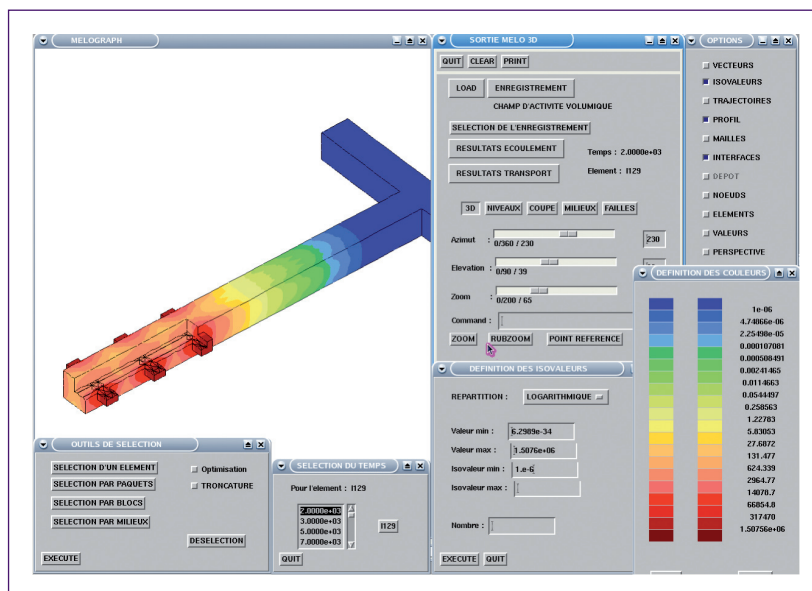 MELOGRAPH
SORTIE MELO 3D
QUIT CLEAR PRINT
LOAD ENREGISTREMENT
CHAMP D'ACTIVITE VOLUMIQUE
SELECTION DE L'ENREGISTREMENT
RESULTATS ECOULEMENT Temps : 2.0000e+03
RESULTATS TRANSPORT Element : I129
3D NIVEAUX COUPE MILIEUX FAILLES
Azimut : 0/360 / 230 230
Elevation : 0/90 / 39
Zoom : 0/200 / 65
Command :
ZOOM RUBZOOM POINT REFERENCE
OPTIONS
VECTEURS
ISOVALEURS
TRAJECTOIRES
PROFIL
MAILLES
INTERFACES
DEPOT
NOEUDS
ELEMENTS
VALEURS
PERSPECTIVE
DEFINITION DES COULEURS
1e-06
4.74066e-06
2.25498e-05
0.000107081
0.000508491
0.00241465
0.0114663
0.0544497
0.258563
1.22783
5.83053
27.6872
131.477
624.339
2964.77
14078.7
66854.8
317470
1.50756e+06
DEFINITION DES ISOVALEURS
REPARTITION : LOGARITHMIQUE
Valeur min : 6.2989e-34
Valeur max : 1.5076e+06
Isovaleur min : 1.e-6
Isovaleur max :
Nombre :
EXECUTE QUIT
OUTILS DE SELECTION
SELECTION D'UN ELEMENT Optimisation
SELECTION PAR PAQUETS TRONCATURE
SELECTION PAR BLOCS
SELECTION PAR MILIEUX
DESELECTION
EXECUTE
SELECTION DU TEMPS
Pour l'element : I129
2.0000e+03
3.0000e+03
5.0000e+03
7.0000e+03
I129
QUIT